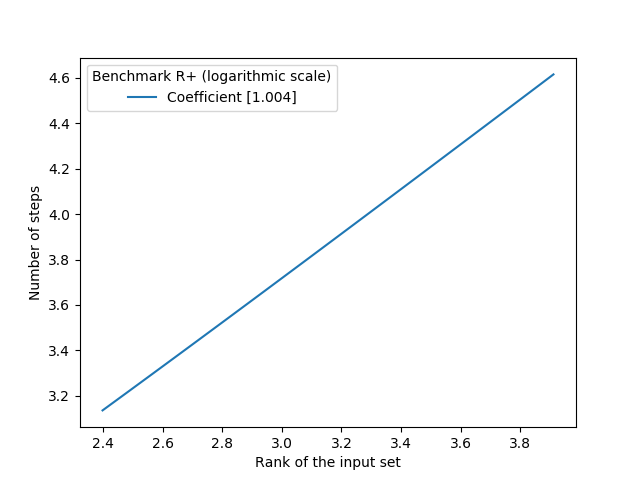 Benchmark R+ (logarithmic scale)
Coefficient [1.004]
Number of steps
4.6
4.4
4.2
4.0
3.8
3.6
3.4
3.2
2.4 2.6 2.8 3.0 3.2 3.4 3.6 3.8
Rank of the input set